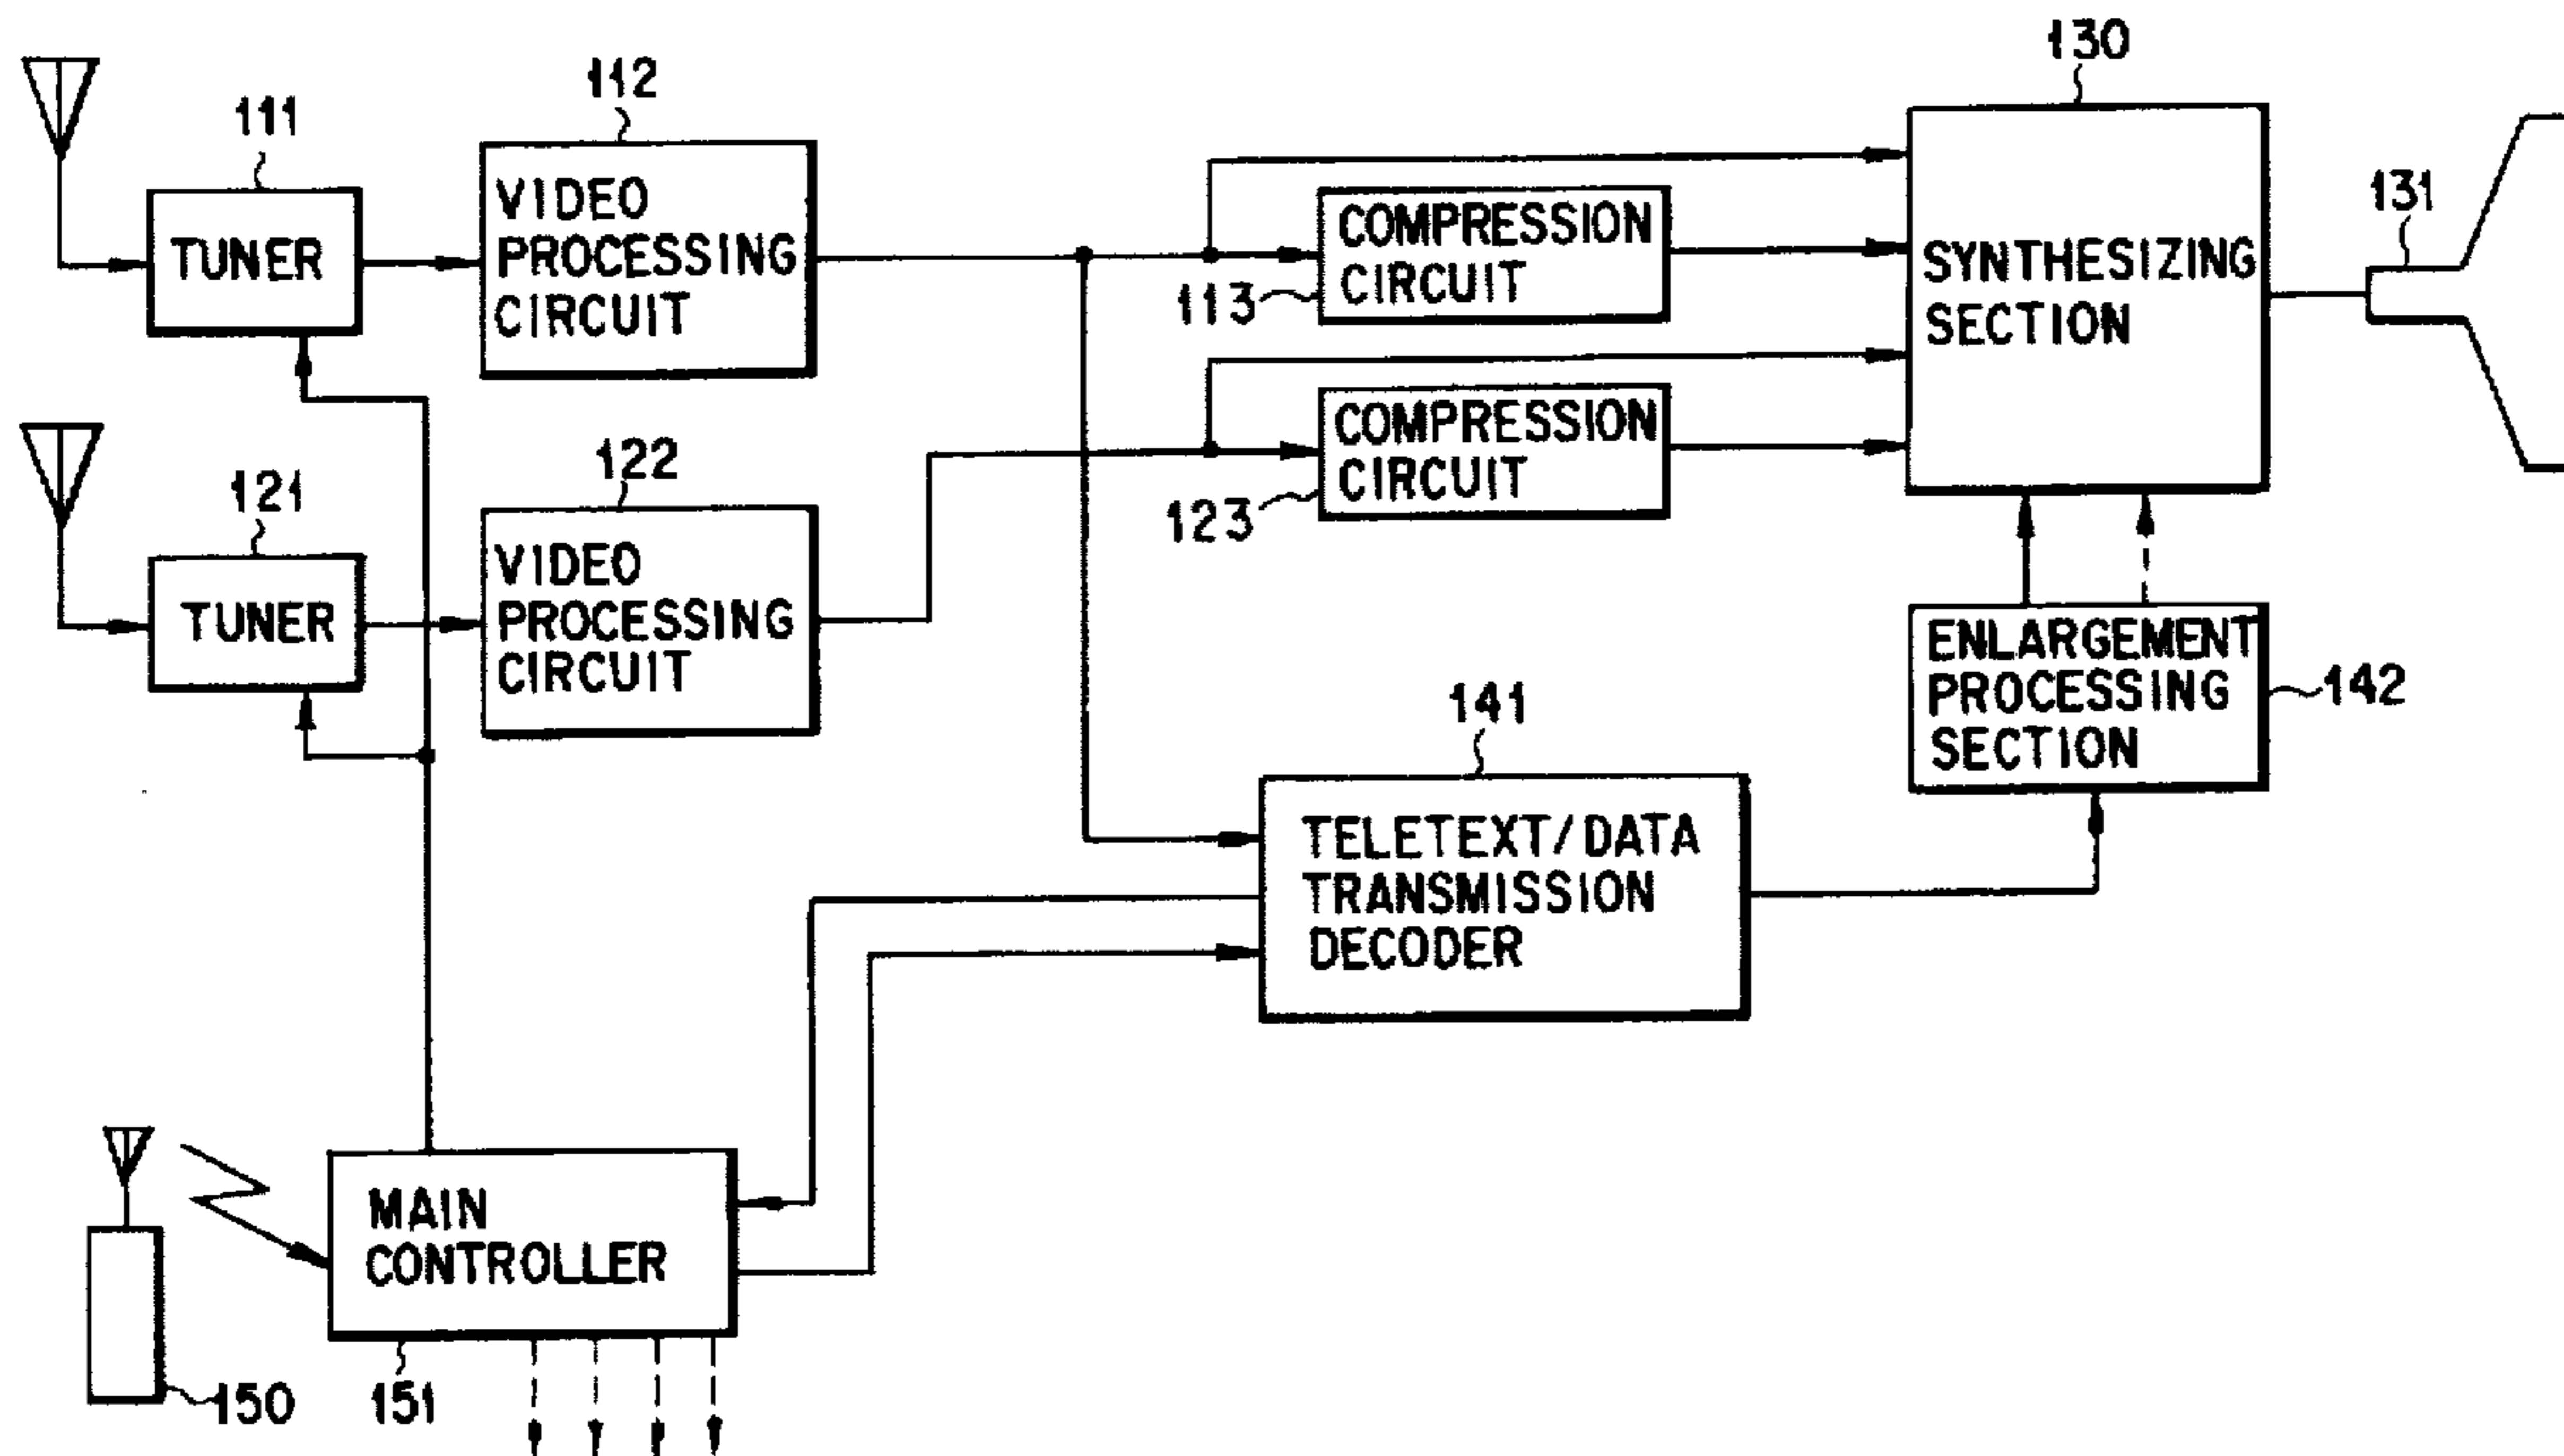 130
112
111
VIDEO
PROCESSING
CIRCUIT
TUNER
COMPRESSION
CIRCUIT
113
SYNTHESIZING
SECTION
131
122
121
COMPRESSION
CIRCUIT
123
VIDEO
PROCESSING
CIRCUIT
TUNER
ENLARGEMENT
PROCESSING
SECTION
142
141
TELETEXT/DATA
TRANSMISSION
DECODER
MAIN
CONTROLLER
150
151